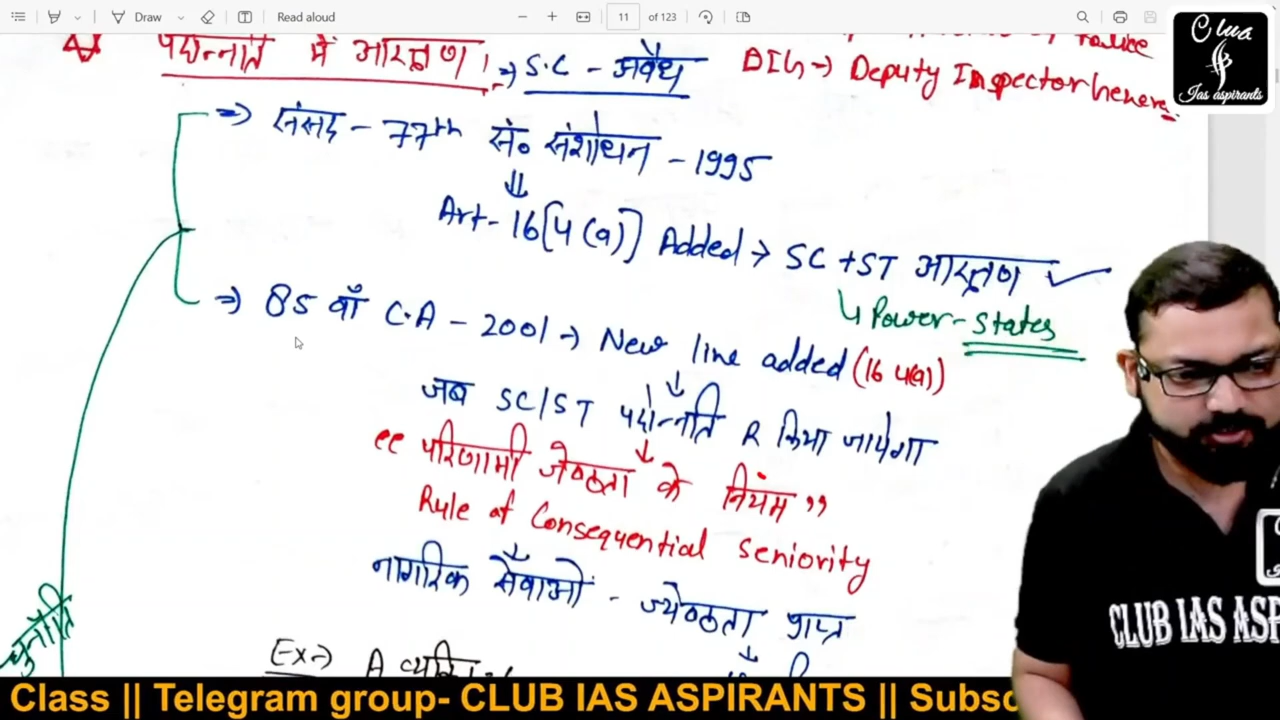 Draw
Read aloud
11 of 123
Club
Ias aspirants
पदोन्नति में आरक्षण। → S.C - अवैध
DIG → Deputy Inspector General
⇒ संसद - 77th सं० संशोधन - 1995
⇓
Art - 16[4(a)] Added → SC + ST आरक्षण ✓
↳ Power - States
⇒ 85 वाँ C.A - 2001 → New line added (16 4(a))
↓
जब SC/ST पदोन्नति R किया जायेगा
↓
"परिणामी जेष्ठता के नियम"
Rule of Consequential Seniority
↓
नागरिक सेवाओं - ज्येष्ठता प्राप्त
↓
चुनौती
Ex → A व्यक्ति
CLUB IAS ASP
Class || Telegram group- CLUB IAS ASPIRANTS || Subsc